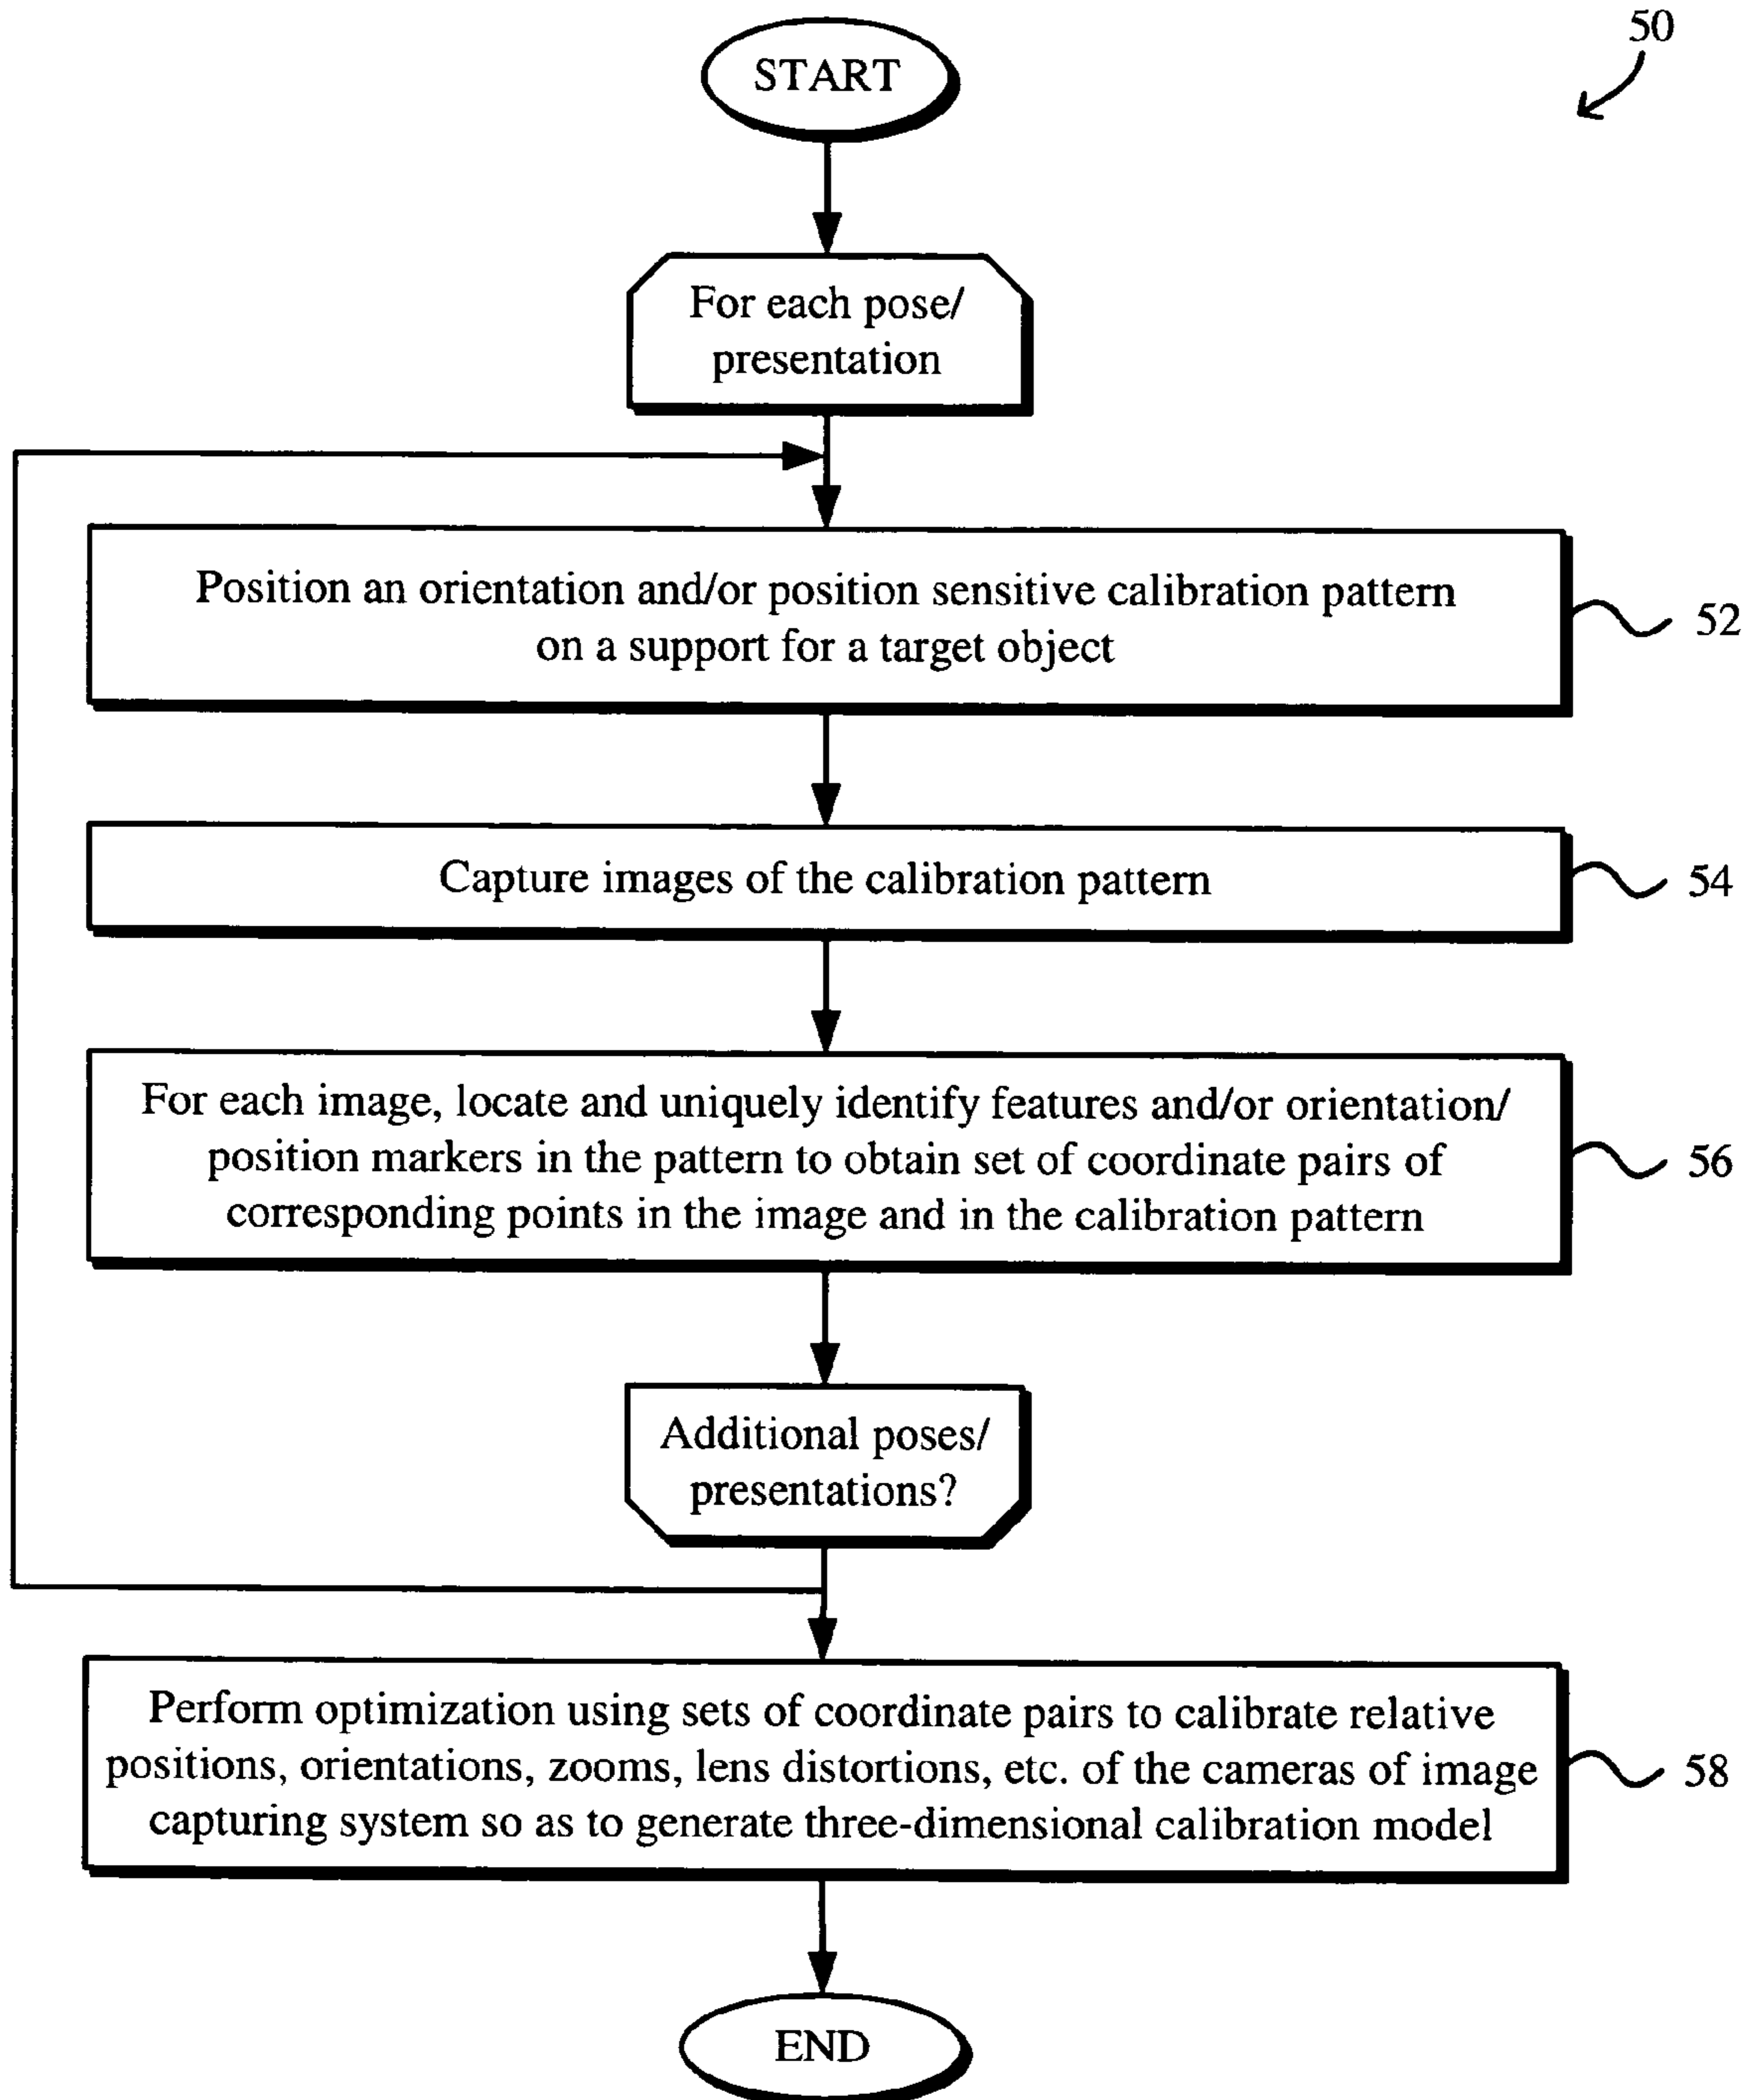 50
START
For each pose/
presentation
Position an orientation and/or position sensitive calibration pattern
on a support for a target object
52
Capture images of the calibration pattern
54
For each image, locate and uniquely identify features and/or orientation/
position markers in the pattern to obtain set of coordinate pairs of
corresponding points in the image and in the calibration pattern
56
Additional poses/
presentations?
Perform optimization using sets of coordinate pairs to calibrate relative
positions, orientations, zooms, lens distortions, etc. of the cameras of image
capturing system so as to generate three-dimensional calibration model
58
END